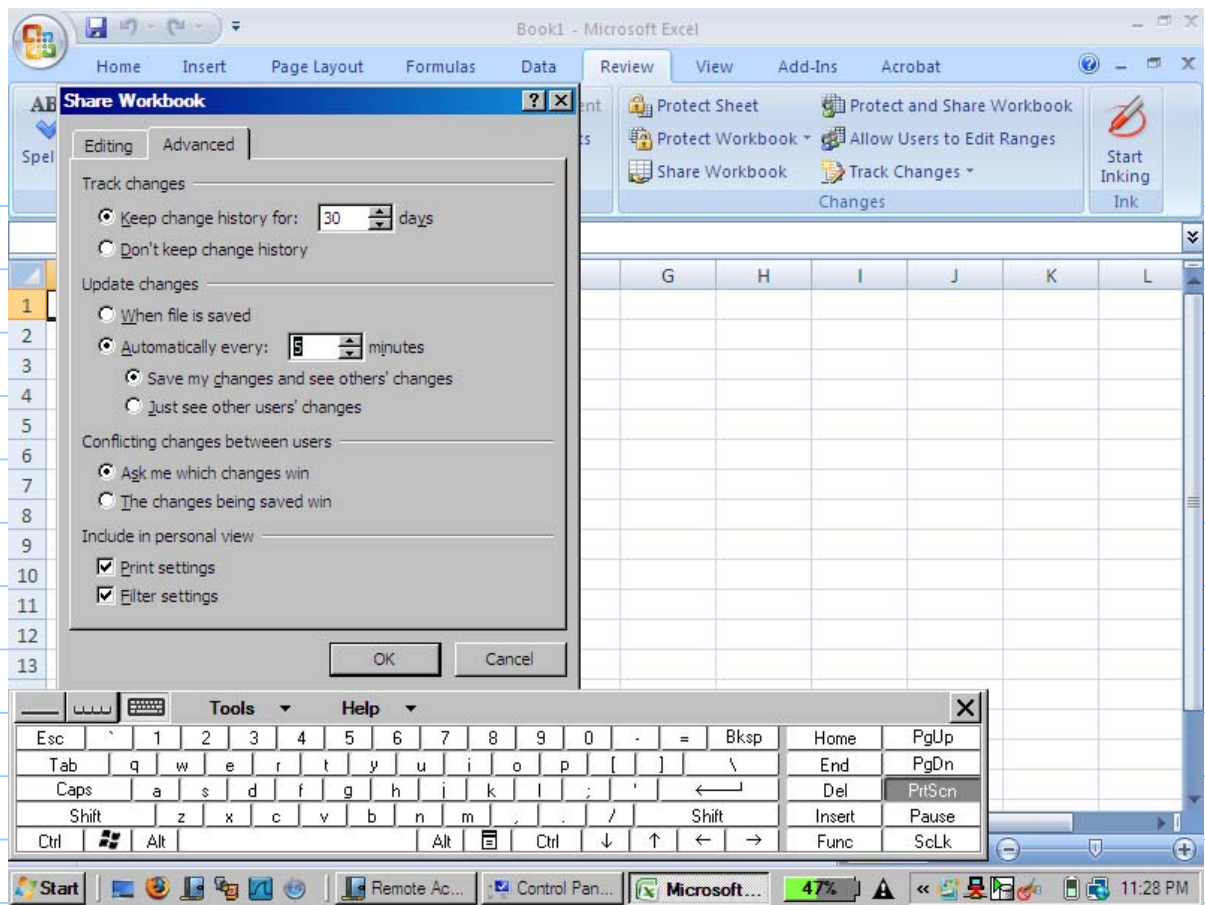 Book1 - Microsoft Excel
Home Insert Page Layout Formulas Data Review View Add-Ins Acrobat
Share Workbook
Protect Sheet Protect and Share Workbook
Protect Workbook Allow Users to Edit Ranges
Share Workbook Track Changes
Start Inking
Changes Ink
Spel
Editing Advanced
Track changes
Keep change history for: 30 days
Don't keep change history
Update changes
When file is saved
Automatically every: 5 minutes
Save my changes and see others' changes
Just see other users' changes
Conflicting changes between users
Ask me which changes win
The changes being saved win
Include in personal view
Print settings
Filter settings
OK Cancel
G H I J K L
1
2
3
4
5
6
7
8
9
10
11
12
13
Tools Help
Esc ` 1 2 3 4 5 6 7 8 9 0 - = Bksp Home PgUp
Tab q w e r t y u i o p [ ] \ End PgDn
Caps a s d f g h j k l ; ' Del PrtScn
Shift z x c v b n m , . / Shift Insert Pause
Ctrl Alt Alt Ctrl ↓ ↑ ← → Func ScLk
Start Remote Ac... Control Pan... Microsoft... 47% A « 11:28 PM